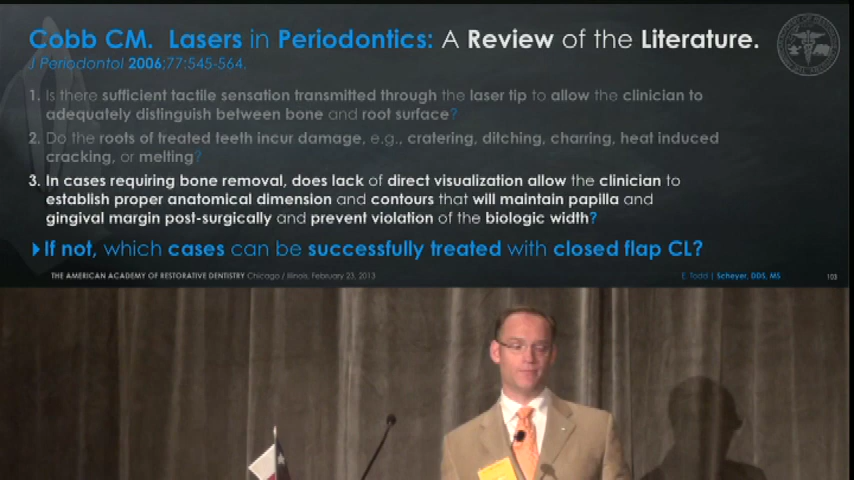 Cobb CM. Lasers in Periodontics: A Review of the Literature.
J Periodontol 2006;77:545-564.
1. Is there sufficient tactile sensation transmitted through the laser tip to allow the clinician to
adequately distinguish between bone and root surface?
2. Do the roots of treated teeth incur damage, e.g., cratering, ditching, charring, heat induced
cracking, or melting?
3. In cases requiring bone removal, does lack of direct visualization allow the clinician to
establish proper anatomical dimension and contours that will maintain papilla and
gingival margin post-surgically and prevent violation of the biologic width?
If not, which cases can be successfully treated with closed flap CL?
THE AMERICAN ACADEMY OF RESTORATIVE DENTISTRY Chicago / Illinois, February 23, 2013
E. Todd | Scheyer, DDS, MS
103